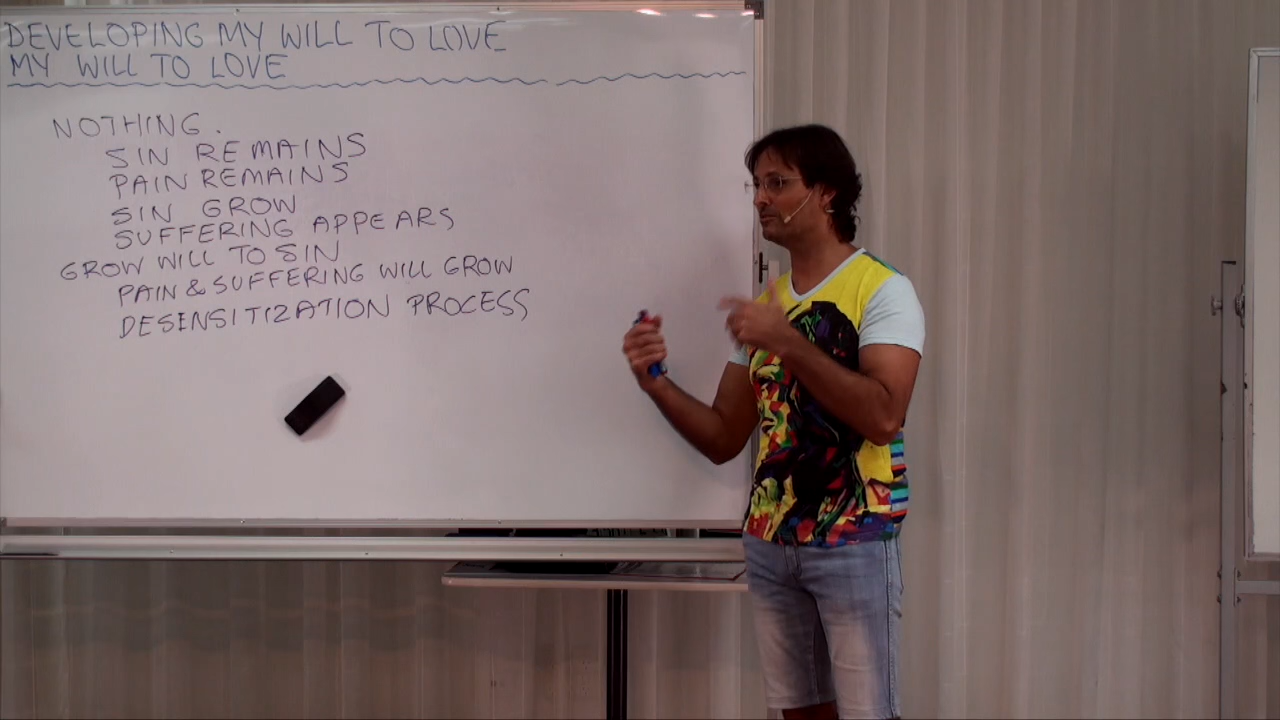 DEVELOPING MY WILL TO LOVE
MY WILL TO LOVE
NOTHING.
SIN REMAINS
PAIN REMAINS
SIN GROW
SUFFERING APPEARS
GROW WILL TO SIN
PAIN & SUFFERING WILL GROW
DESENSITIZATION PROCESS